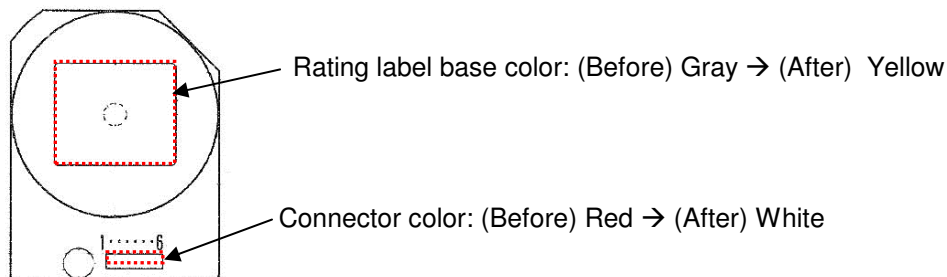 Rating label base color: (Before) Gray → (After) Yellow
Connector color: (Before) Red → (After) White
1······6